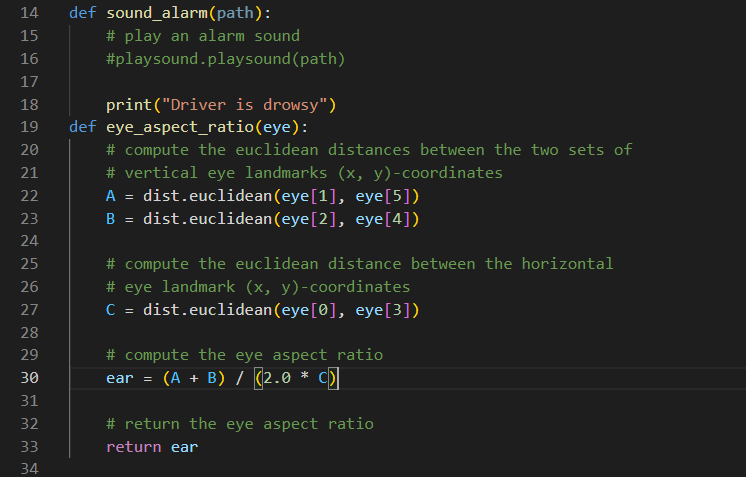 14 def sound_alarm(path):
15     # play an alarm sound
16     #playsound.playsound(path)
17
18     print("Driver is drowsy")
19 def eye_aspect_ratio(eye):
20     # compute the euclidean distances between the two sets of
21     # vertical eye landmarks (x, y)-coordinates
22     A = dist.euclidean(eye[1], eye[5])
23     B = dist.euclidean(eye[2], eye[4])
24
25     # compute the euclidean distance between the horizontal
26     # eye landmark (x, y)-coordinates
27     C = dist.euclidean(eye[0], eye[3])
28
29     # compute the eye aspect ratio
30     ear = (A + B) / (2.0 * C)
31
32     # return the eye aspect ratio
33     return ear
34